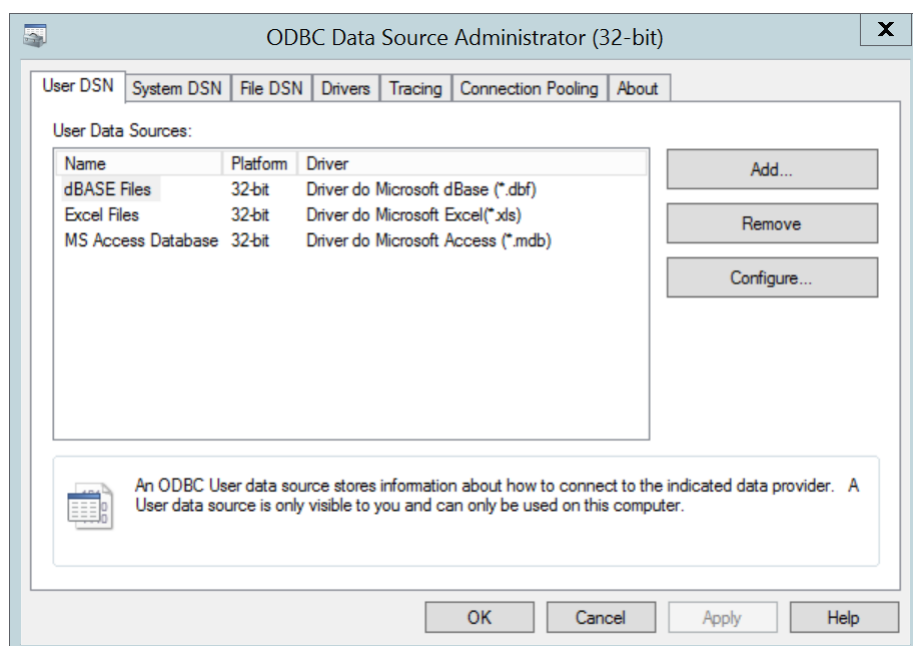 ODBC Data Source Administrator (32-bit)
X
User DSN System DSN File DSN Drivers Tracing Connection Pooling About
User Data Sources:
Name Platform Driver
dBASE Files 32-bit Driver do Microsoft dBase (*.dbf)
Excel Files 32-bit Driver do Microsoft Excel(*.xls)
MS Access Database 32-bit Driver do Microsoft Access (*.mdb)
Add...
Remove
Configure...
An ODBC User data source stores information about how to connect to the indicated data provider. A
User data source is only visible to you and can only be used on this computer.
OK Cancel Apply Help